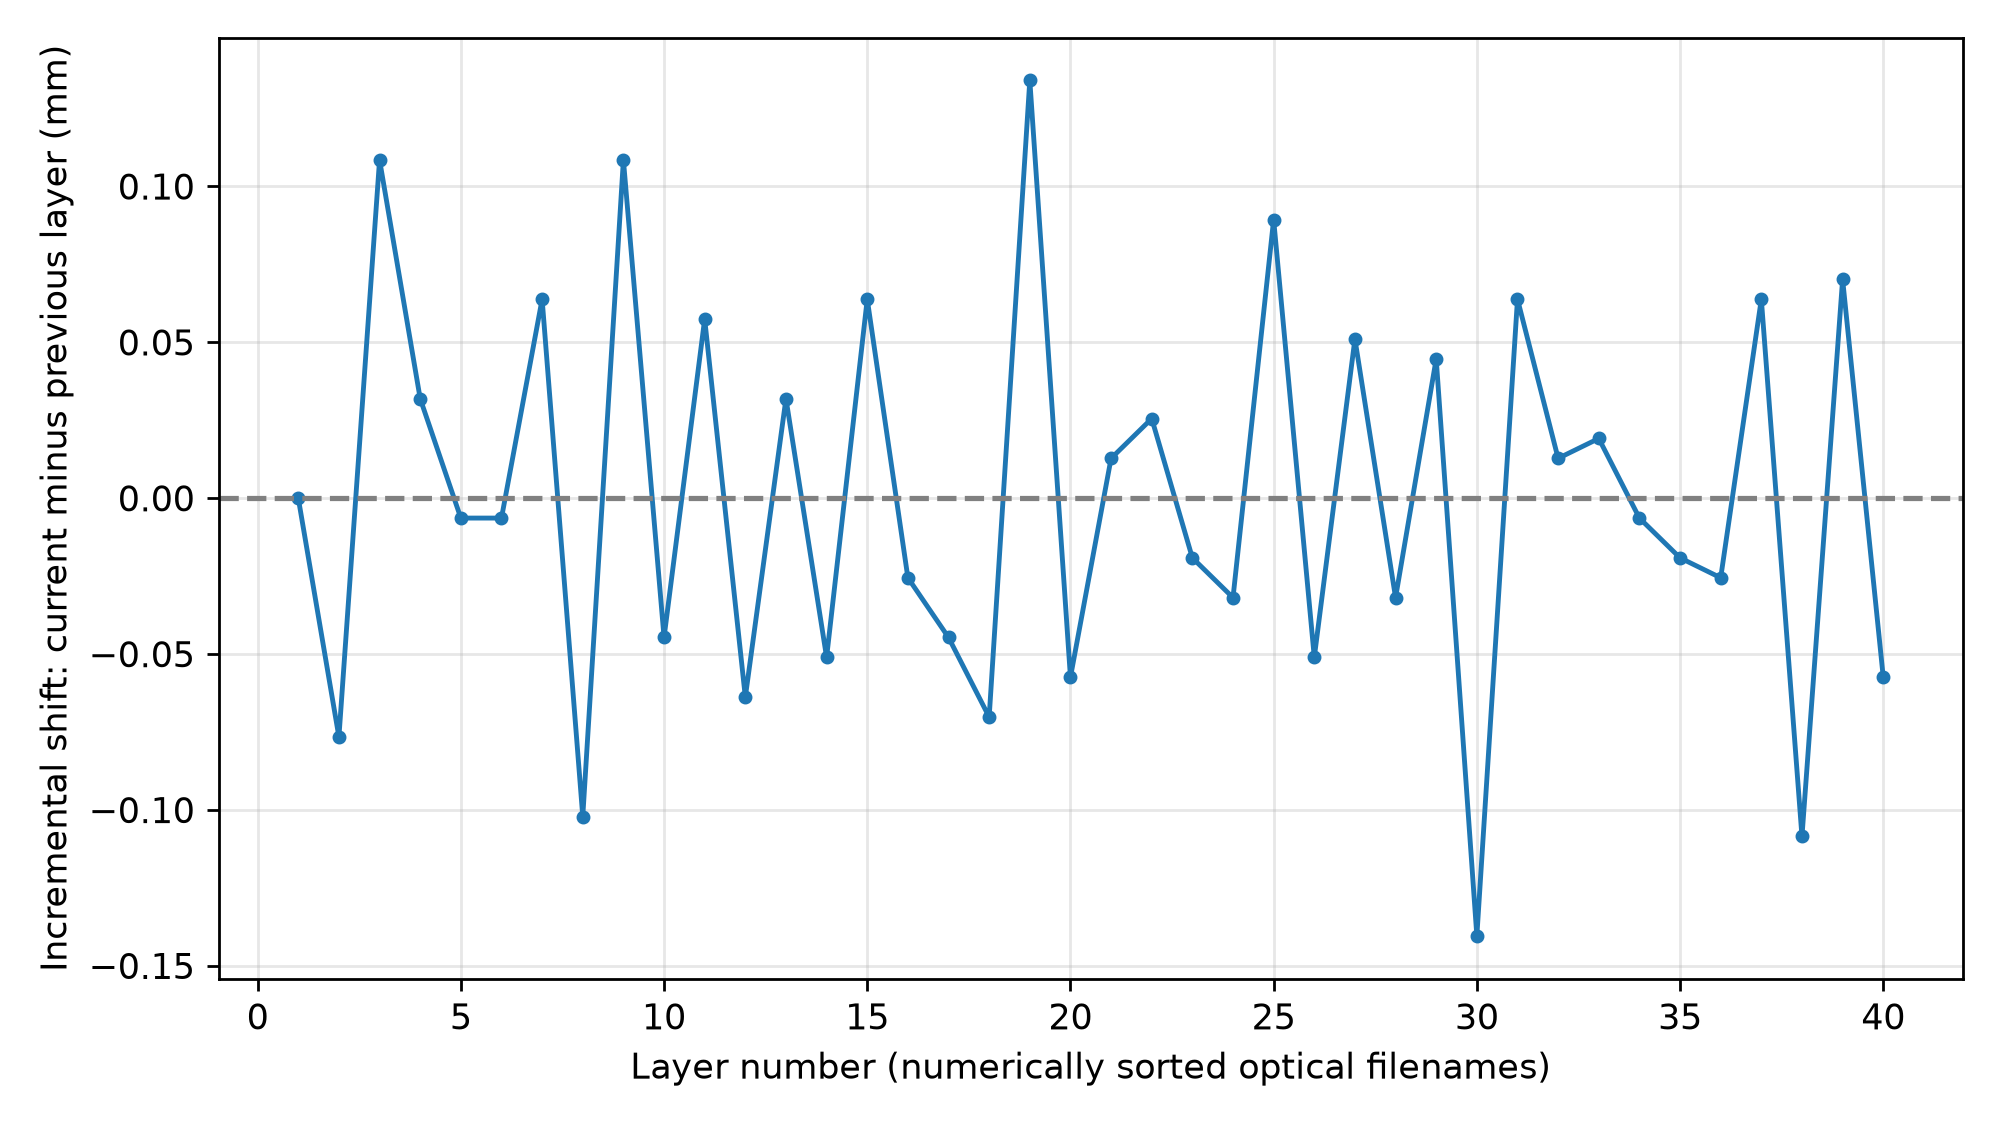 Incremental shift: current minus previous layer (mm)
0.10
0.05
0.00
−0.05
−0.10
−0.15
0 5 10 15 20 25 30 35 40
Layer number (numerically sorted optical filenames)